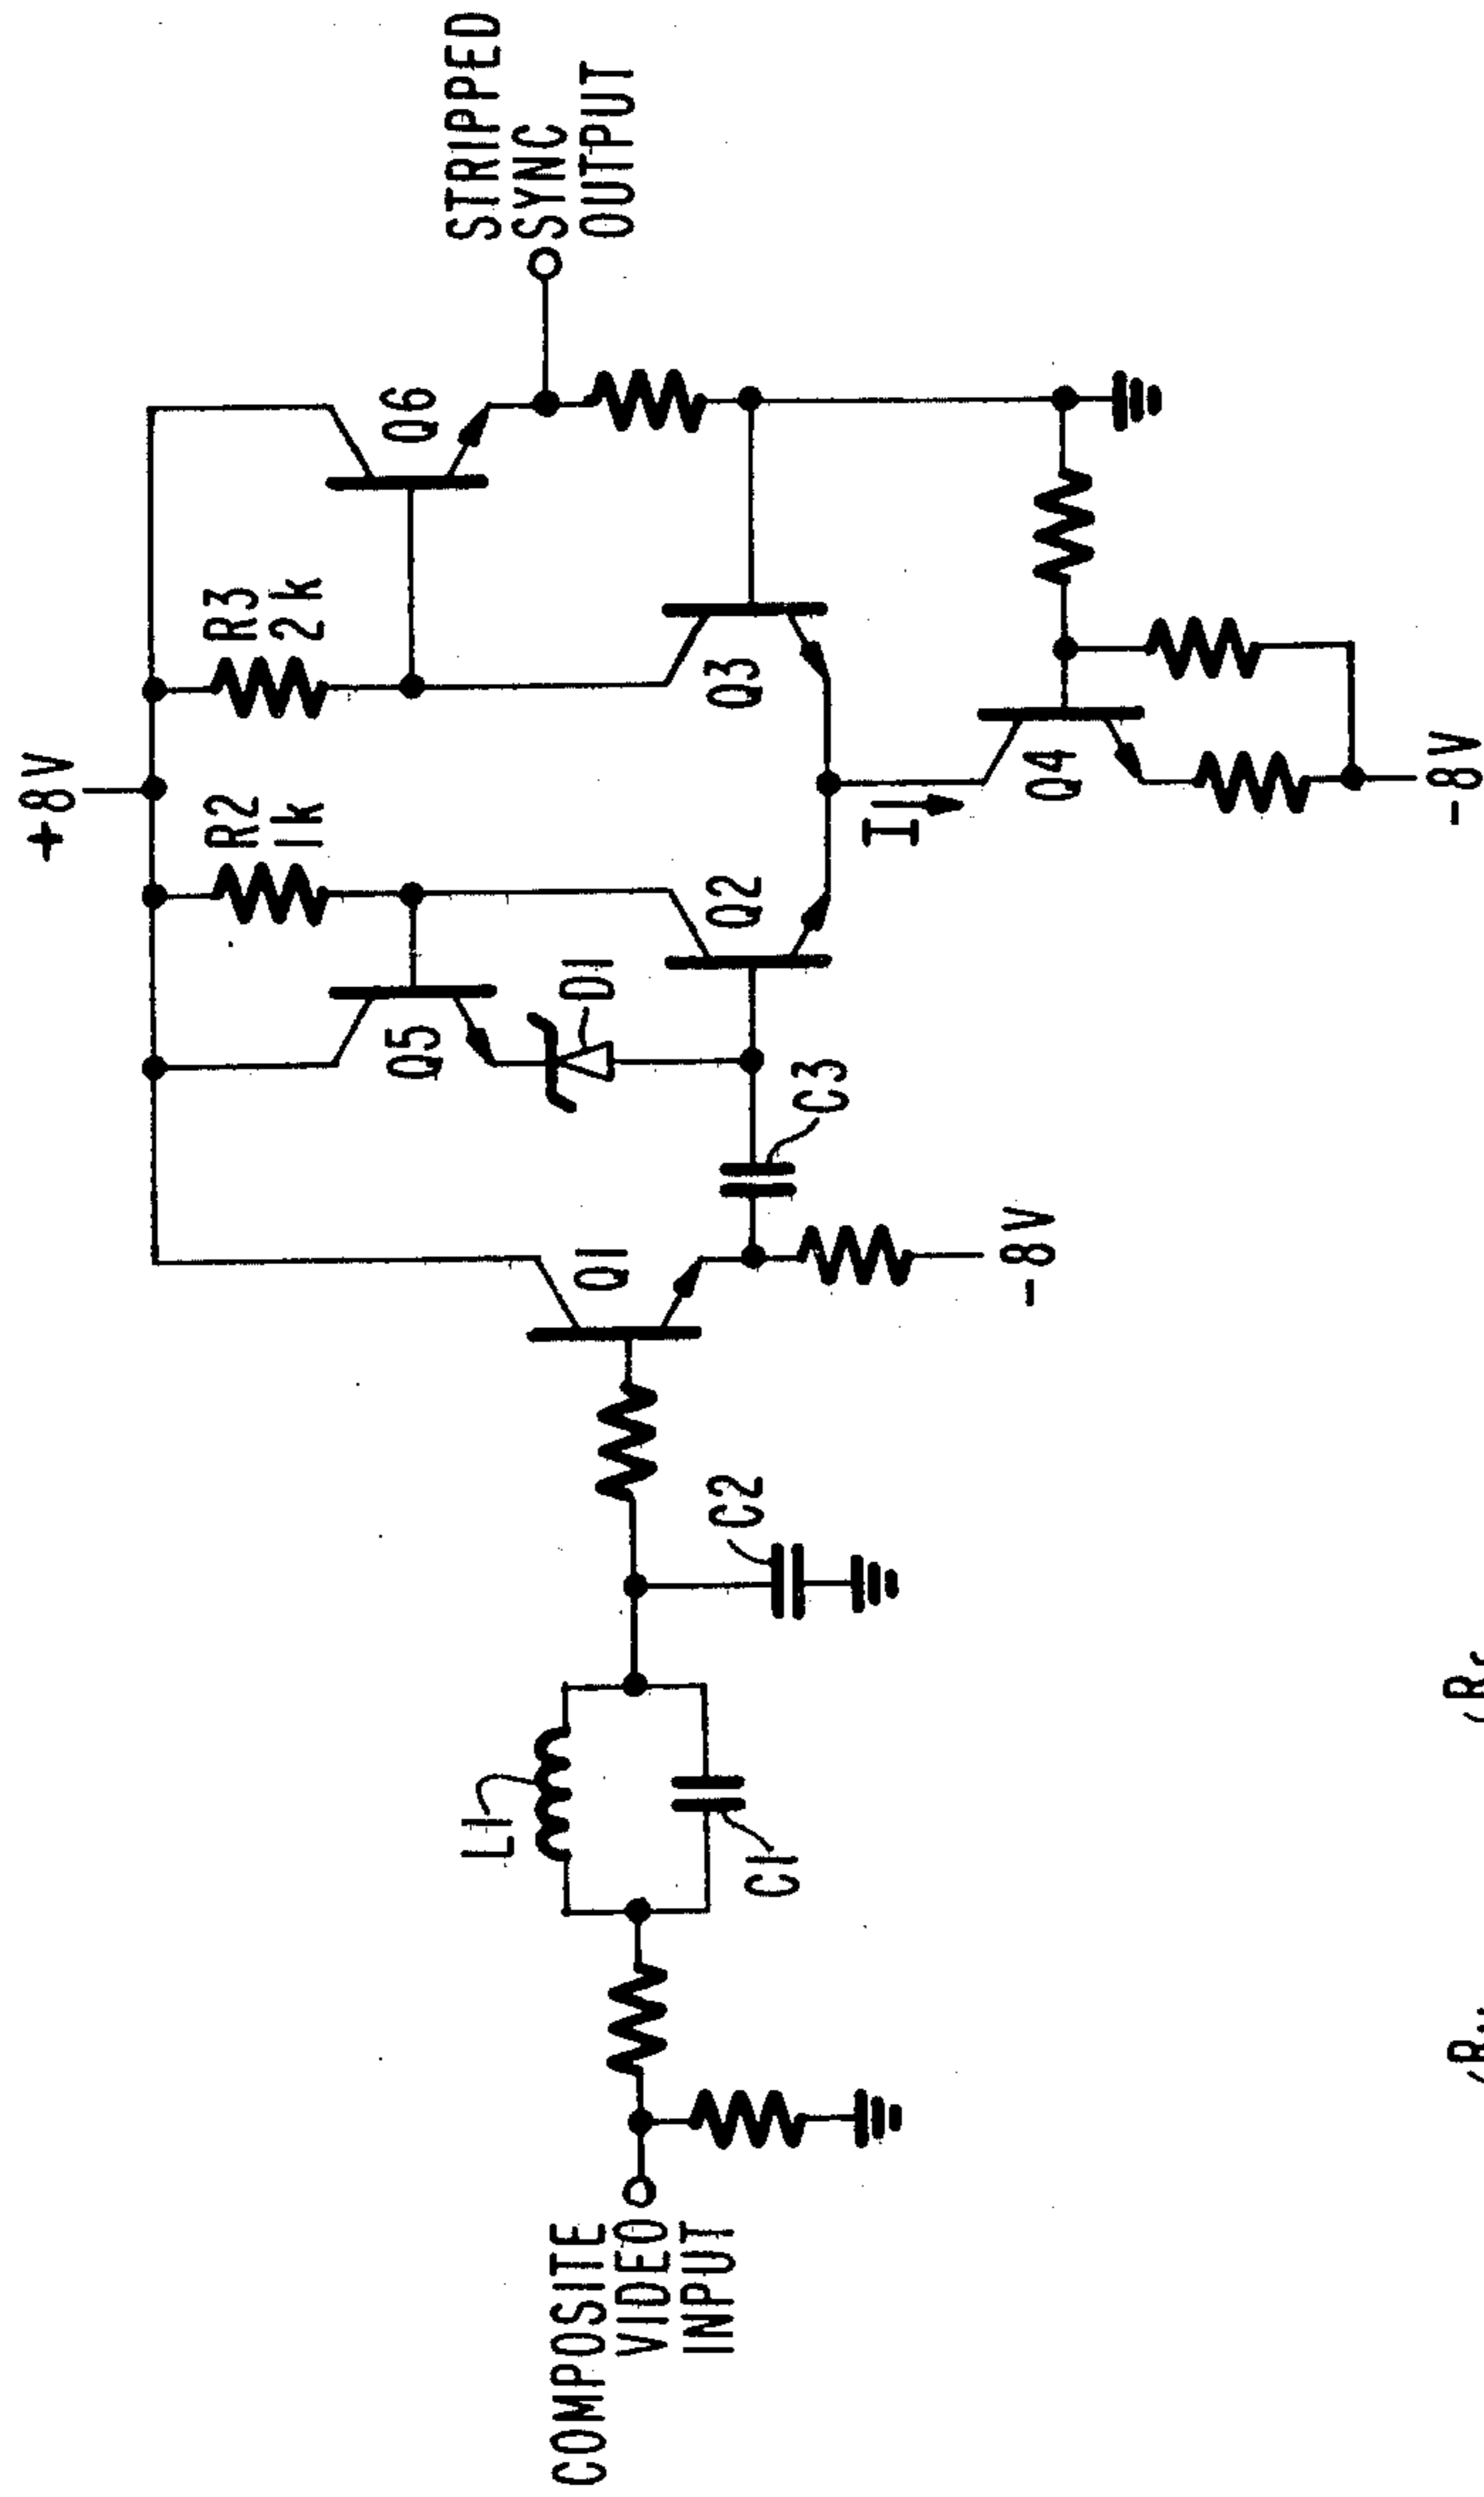 COMPOSITE
VIDEO
INPUT
L1
C1
C2
Q1
C3
Q5
D1
Q2
+8V
R2
1K
R3
2K
Q3
Q6
I1
Q4
-8V
-8V
STRIPPED
SYNC
OUTPUT